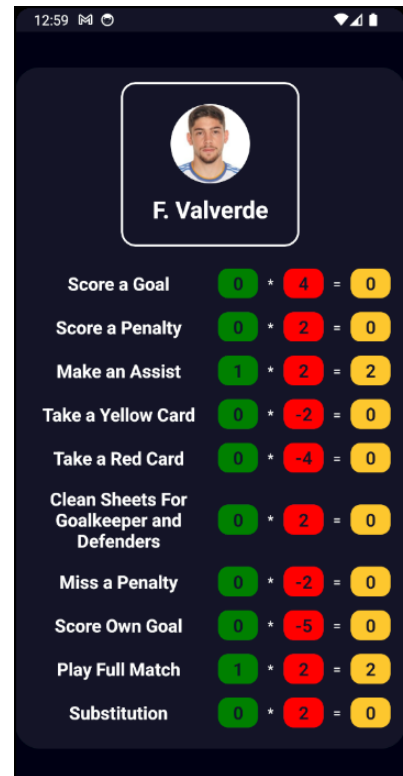 12:59
F. Valverde
Score a Goal 0 * 4 = 0
Score a Penalty 0 * 2 = 0
Make an Assist 1 * 2 = 2
Take a Yellow Card 0 * -2 = 0
Take a Red Card 0 * -4 = 0
Clean Sheets For
Goalkeeper and 0 * 2 = 0
Defenders
Miss a Penalty 0 * -2 = 0
Score Own Goal 0 * -5 = 0
Play Full Match 1 * 2 = 2
Substitution 0 * 2 = 0